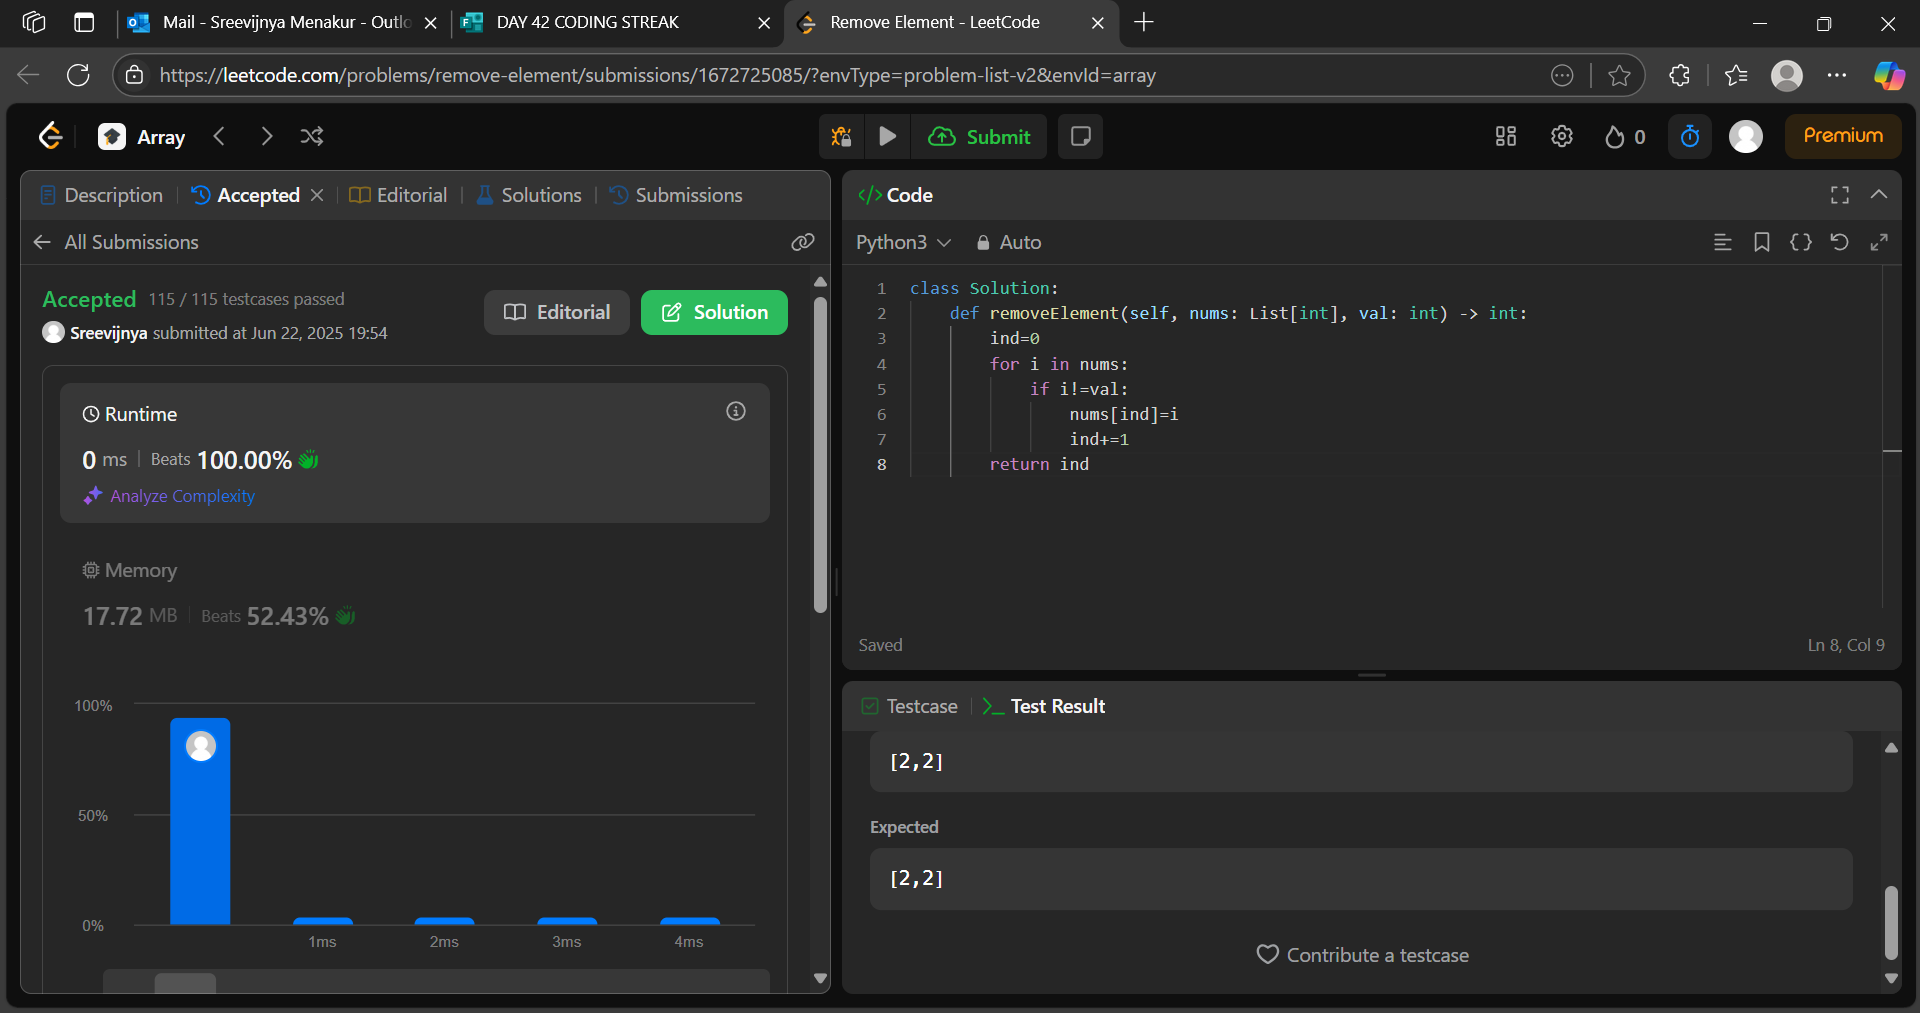 Mail - Sreevijnya Menakur - Outlo
DAY 42 CODING STREAK
Remove Element - LeetCode
https://leetcode.com/problems/remove-element/submissions/1672725085/?envType=problem-list-v2&envId=array
Array
Submit
0
Premium
Description
Accepted
Editorial
Solutions
Submissions
All Submissions
Accepted 115 / 115 testcases passed
Sreevijnya submitted at Jun 22, 2025 19:54
Editorial
Solution
Runtime
0 ms Beats 100.00%
Analyze Complexity
Memory
17.72 MB Beats 52.43%
100%
50%
0%
1ms 2ms 3ms 4ms
</> Code
Python3 Auto
1 class Solution:
2 def removeElement(self, nums: List[int], val: int) -> int:
3 ind=0
4 for i in nums:
5 if i!=val:
6 nums[ind]=i
7 ind+=1
8 return ind
Saved
Ln 8, Col 9
Testcase
>_ Test Result
[2,2]
Expected
[2,2]
Contribute a testcase